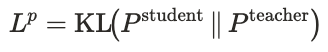 L^p = KL(P^student ∥ P^teacher)